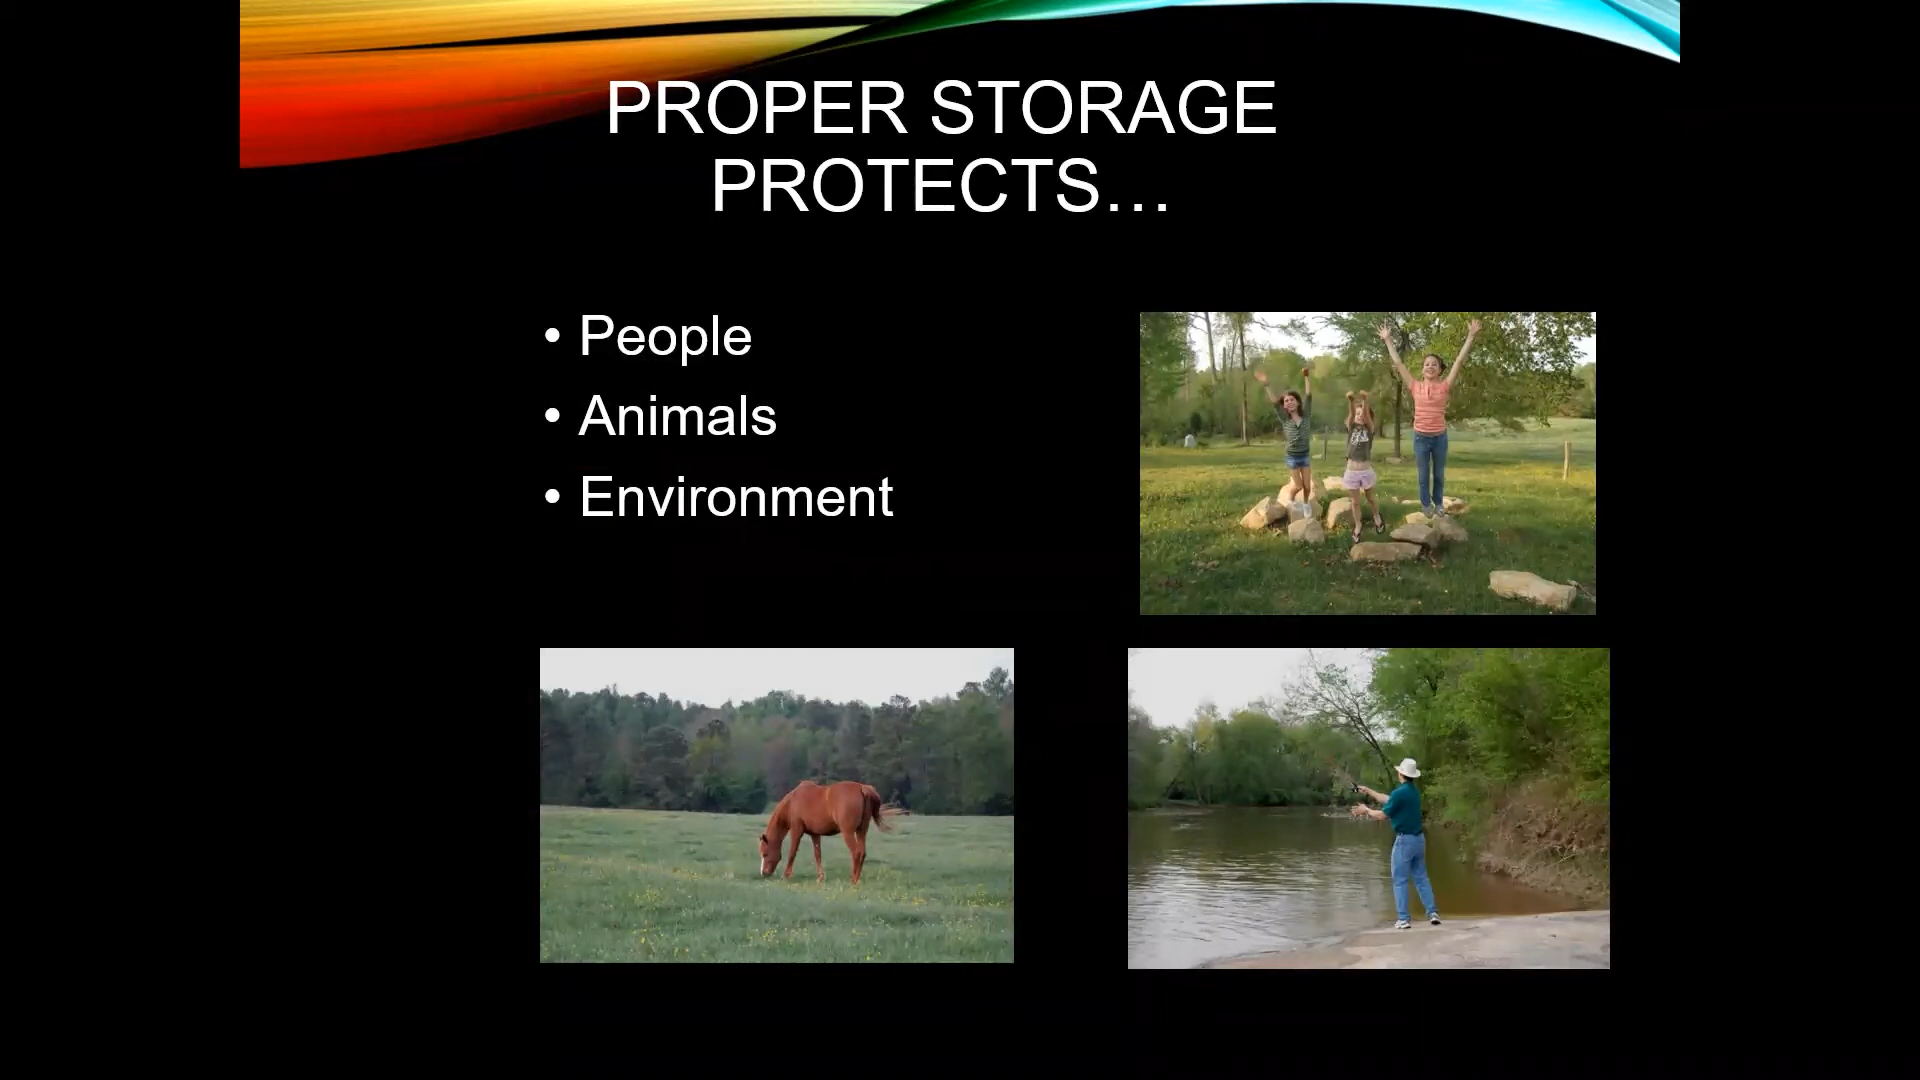 PROPER STORAGE
PROTECTS…
• People
• Animals
• Environment